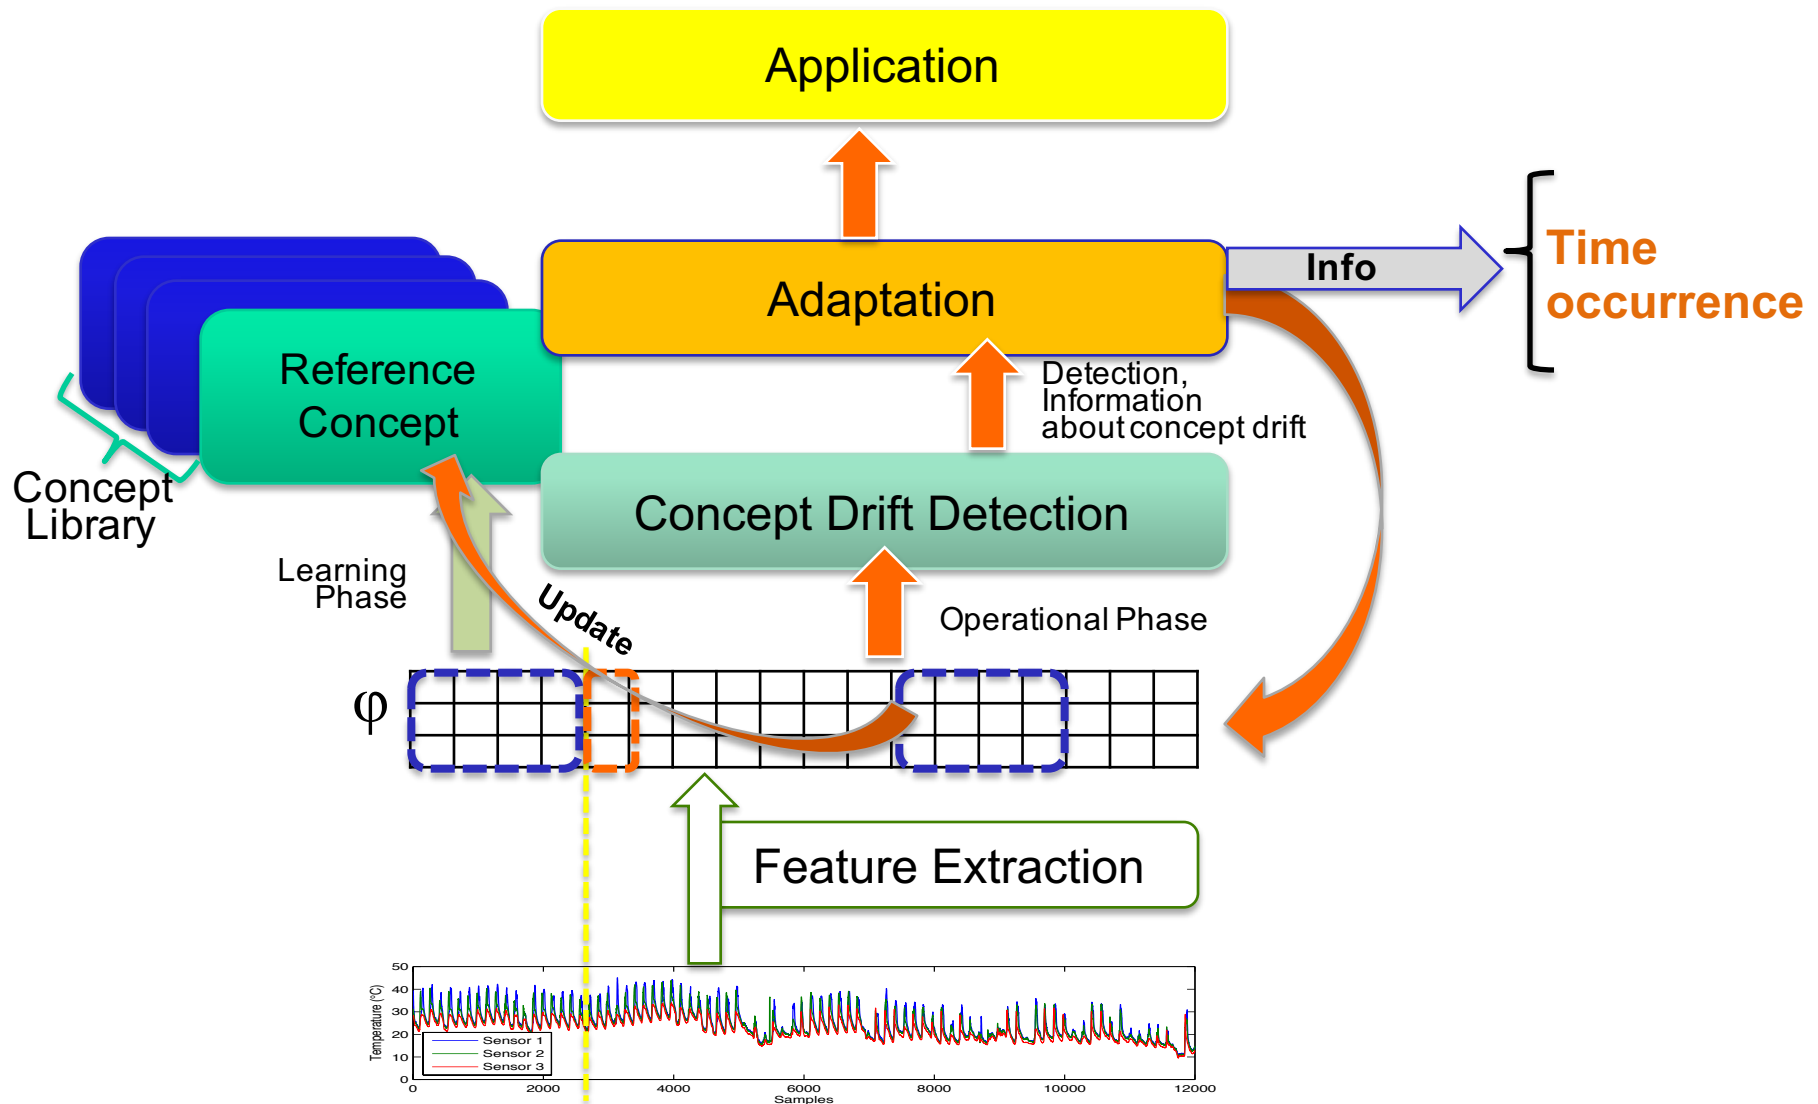 Application
Info
Time
occurrence
Adaptation
Reference
Concept
Detection,
Information
about concept drift
Concept
Library
Concept Drift Detection
Learning
Phase
Update
Operational Phase
φ
Feature Extraction
50
40
30
20
10
0
Temperature (°C)
Sensor 1
Sensor 2
Sensor 3
0 2000 4000 6000 8000 10000 12000
Samples